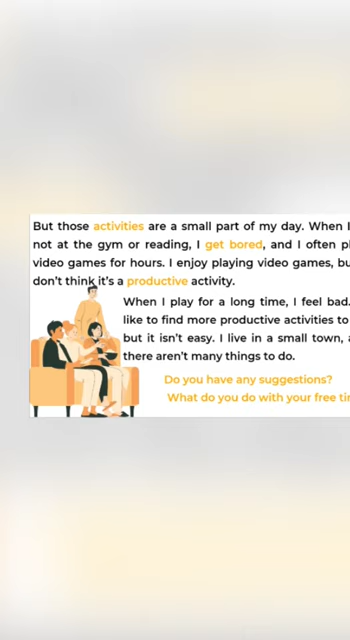 But those activities are a small part of my day. When I
not at the gym or reading, I get bored, and I often pl
video games for hours. I enjoy playing video games, bu
don't think it's a productive activity.
When I play for a long time, I feel bad.
like to find more productive activities to
but it isn't easy. I live in a small town, a
there aren't many things to do.
Do you have any suggestions?
What do you do with your free tim